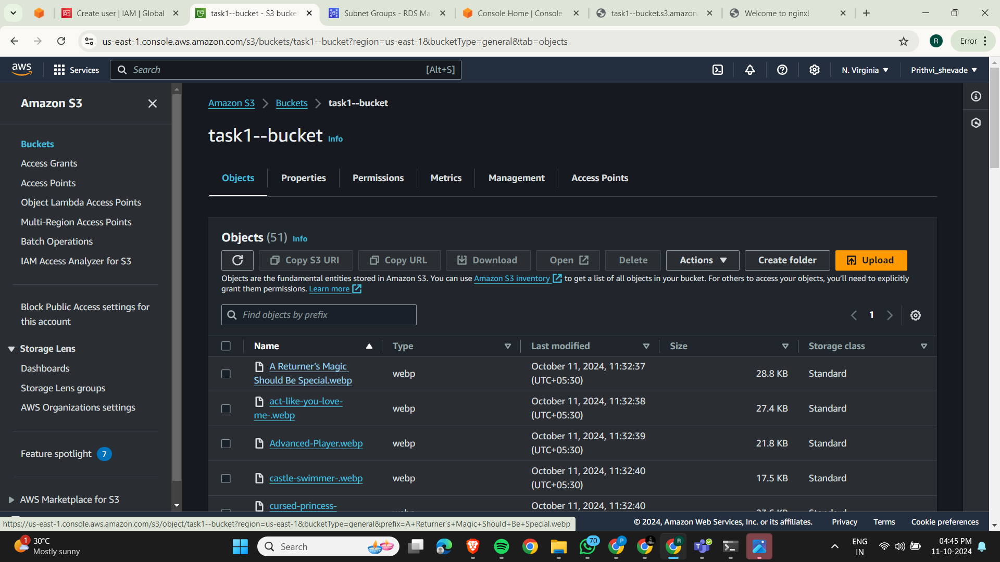 Create user | IAM | Global
task1--bucket - S3 bucket
Subnet Groups - RDS Ma
Console Home | Console
task1--bucket.s3.amazona
Welcome to nginx!
us-east-1.console.aws.amazon.com/s3/buckets/task1--bucket?region=us-east-1&bucketType=general&tab=objects
R
Error
aws
Services
Search
[Alt+S]
N. Virginia
Prithvi_shevade
Amazon S3
Buckets
Access Grants
Access Points
Object Lambda Access Points
Multi-Region Access Points
Batch Operations
IAM Access Analyzer for S3
Block Public Access settings for
this account
Storage Lens
Dashboards
Storage Lens groups
AWS Organizations settings
Feature spotlight 7
AWS Marketplace for S3
Amazon S3 > Buckets > task1--bucket
task1--bucket Info
Objects
Properties
Permissions
Metrics
Management
Access Points
Objects (51) Info
Copy S3 URI
Copy URL
Download
Open
Delete
Actions
Create folder
Upload
Objects are the fundamental entities stored in Amazon S3. You can use Amazon S3 inventory to get a list of all objects in your bucket. For others to access your objects, you'll need to explicitly
grant them permissions. Learn more
Find objects by prefix
1
Name
Type
Last modified
Size
Storage class
A Returner's Magic
Should Be Special.webp
webp
October 11, 2024, 11:32:37
(UTC+05:30)
28.8 KB
Standard
act-like-you-love-
me-.webp
webp
October 11, 2024, 11:32:38
(UTC+05:30)
27.4 KB
Standard
Advanced-Player.webp
webp
October 11, 2024, 11:32:39
(UTC+05:30)
21.8 KB
Standard
castle-swimmer-.webp
webp
October 11, 2024, 11:32:40
(UTC+05:30)
17.5 KB
Standard
cursed-princess-
October 11, 2024, 11:32:40
https://us-east-1.console.aws.amazon.com/s3/object/task1--bucket?region=us-east-1&bucketType=general&prefix=A+Returner's+Magic+Should+Be+Special.webp
© 2024, Amazon Web Services, Inc. or its affiliates.
Privacy
Terms
Cookie preferences
1
30°C
Mostly sunny
Search
70
P
R
ENG
IN
04:45 PM
11-10-2024